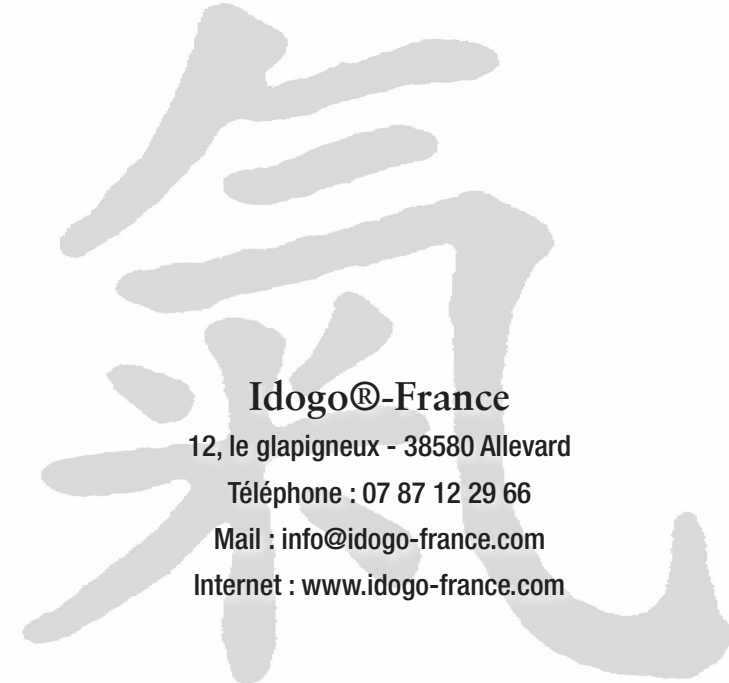 氣
Idogo®-France
12, le glapigneux - 38580 Allevard
Téléphone : 07 87 12 29 66
Mail : info@idogo-france.com
Internet : www.idogo-france.com